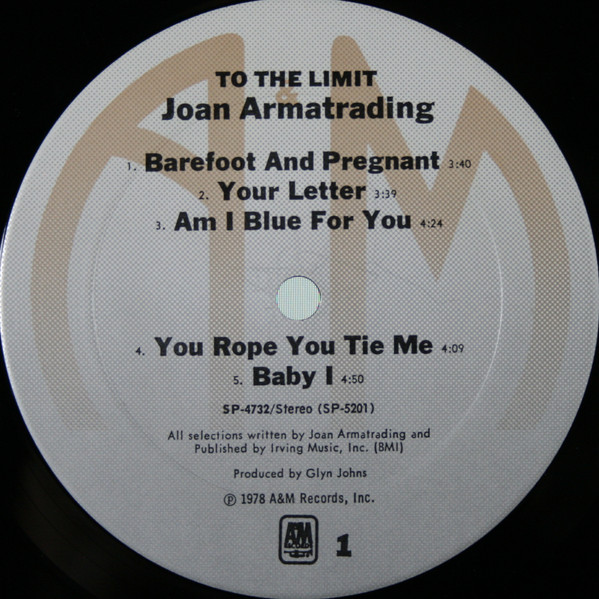 TO THE LIMIT
Joan Armatrading
1. Barefoot And Pregnant 3:40
2. Your Letter 3:39
3. Am I Blue For You 4:24
4. You Rope You Tie Me 4:09
5. Baby I 4:50
SP-4732/Stereo (SP-5201)
All selections written by Joan Armatrading and
Published by Irving Music, Inc. (BMI)
Produced by Glyn Johns
℗ 1978 A&M Records, Inc.
A&M
RECORDS
1